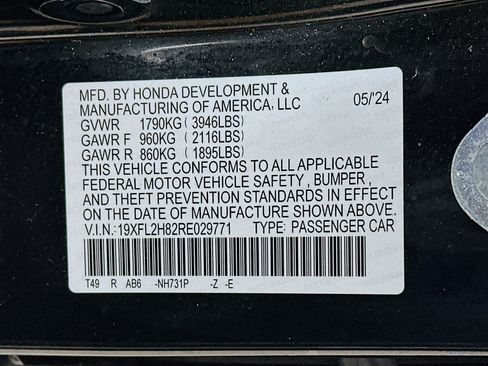 MFD. BY HONDA DEVELOPMENT &
MANUFACTURING OF AMERICA, LLC 05/'24
GVWR 1790KG (3946LBS)
GAWR F 960KG (2116LBS)
GAWR R 860KG (1895LBS)
THIS VEHICLE CONFORMS TO ALL APPLICABLE
FEDERAL MOTOR VEHICLE SAFETY , BUMPER ,
AND THEFT PREVENTION STANDARDS IN EFFECT
ON THE DATE OF MANUFACTURE SHOWN ABOVE.
V.I.N.:19XFL2H82RE029771 TYPE: PASSENGER CAR
T49 R AB6 -NH731P -Z -E